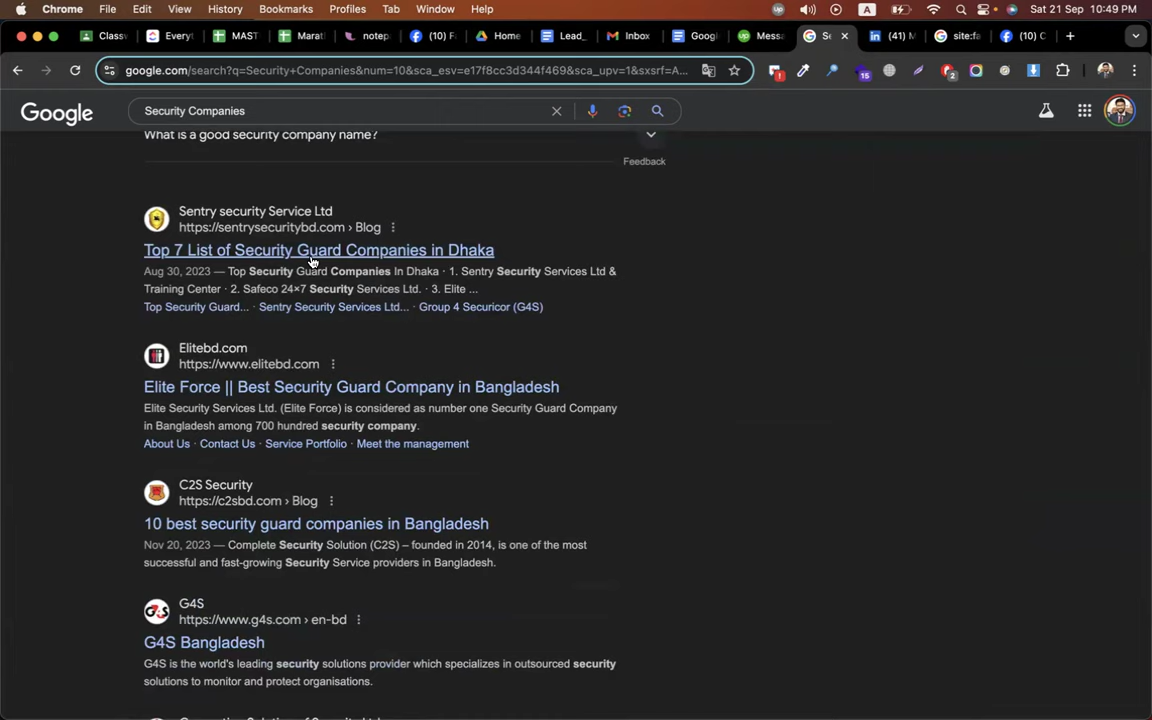 Chrome File Edit View History Bookmarks Profiles Tab Window Help A Sat 21 Sep 10:49 PM
Classv Everyt MAST Marat notep (10) F Home Lead_ Inbox Googl Messa Se (41) M site:fa (10) C
google.com/search?q=Security+Companies&num=10&sca_esv=e17f8cc3d344f469&sca_upv=1&sxsrf=A...
15 2
Google Security Companies
What is a good security company name?
Feedback
Sentry security Service Ltd
https://sentrysecuritybd.com › Blog
Top 7 List of Security Guard Companies in Dhaka
Aug 30, 2023 — Top Security Guard Companies In Dhaka · 1. Sentry Security Services Ltd &
Training Center · 2. Safeco 24×7 Security Services Ltd. · 3. Elite ...
Top Security Guard... · Sentry Security Services Ltd... · Group 4 Securicor (G4S)
Elitebd.com
https://www.elitebd.com
Elite Force || Best Security Guard Company in Bangladesh
Elite Security Services Ltd. (Elite Force) is considered as number one Security Guard Company
in Bangladesh among 700 hundred security company.
About Us · Contact Us · Service Portfolio · Meet the management
C2S Security
https://c2sbd.com › Blog
10 best security guard companies in Bangladesh
Nov 20, 2023 — Complete Security Solution (C2S) – founded in 2014, is one of the most
successful and fast-growing Security Service providers in Bangladesh.
G4S
https://www.g4s.com › en-bd
G4S Bangladesh
G4S is the world's leading security solutions provider which specializes in outsourced security
solutions to monitor and protect organisations.